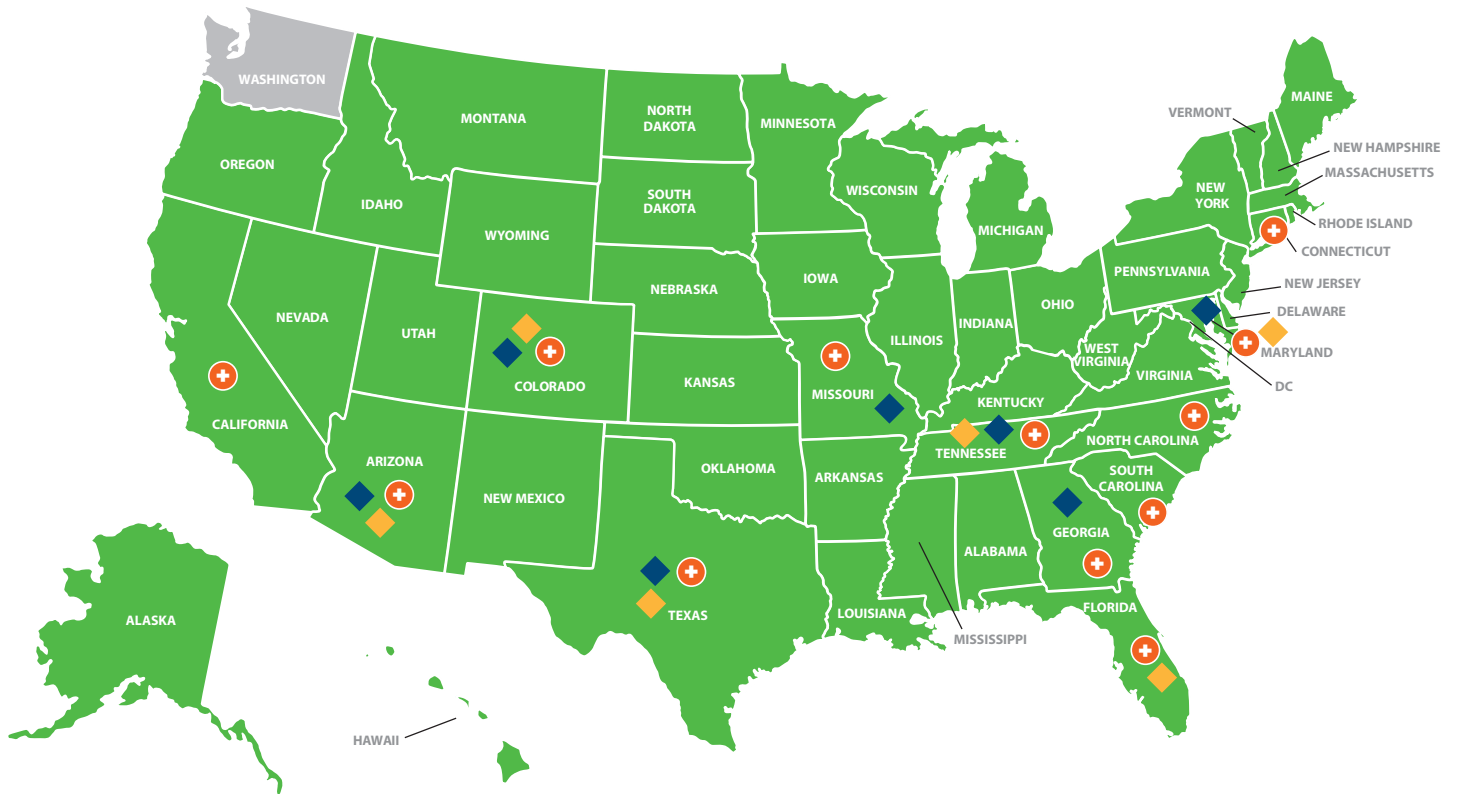 WASHINGTON
OREGON
CALIFORNIA
NEVADA
IDAHO
MONTANA
WYOMING
UTAH
COLORADO
ARIZONA
NEW MEXICO
NORTH
DAKOTA
SOUTH
DAKOTA
NEBRASKA
KANSAS
OKLAHOMA
TEXAS
MINNESOTA
IOWA
MISSOURI
ARKANSAS
LOUISIANA
WISCONSIN
ILLINOIS
MICHIGAN
INDIANA
OHIO
KENTUCKY
TENNESSEE
MISSISSIPPI
ALABAMA
GEORGIA
FLORIDA
SOUTH
CAROLINA
NORTH CAROLINA
VIRGINIA
WEST
VIRGINIA
PENNSYLVANIA
NEW
YORK
VERMONT
MAINE
NEW HAMPSHIRE
MASSACHUSETTS
RHODE ISLAND
CONNECTICUT
NEW JERSEY
DELAWARE
MARYLAND
DC
ALASKA
HAWAII